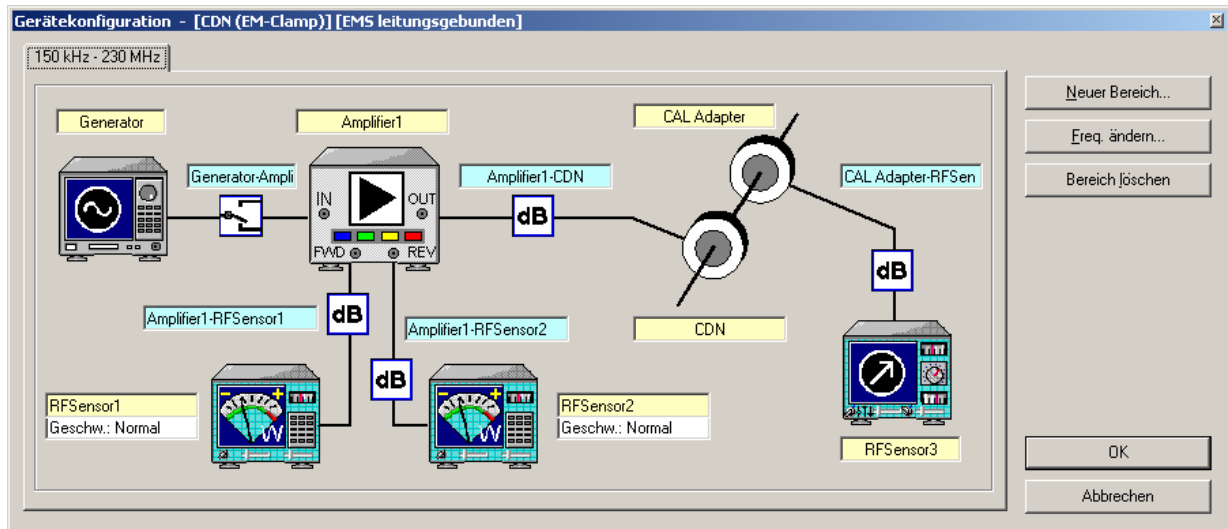 Gerätekonfiguration - [CDN (EM-Clamp)] [EMS leitungsgebunden]
150 kHz - 230 MHz
Neuer Bereich...
Freq. ändern...
Bereich löschen
Generator
Amplifier1
CAL Adapter
Generator-Ampli
Amplifier1-CDN
CAL Adapter-RFSen
IN
OUT
dB
FWD
REV
dB
dB
Amplifier1-RFSensor1
Amplifier1-RFSensor2
CDN
dB
RFSensor1
Geschw.: Normal
RFSensor2
Geschw.: Normal
RFSensor3
OK
Abbrechen